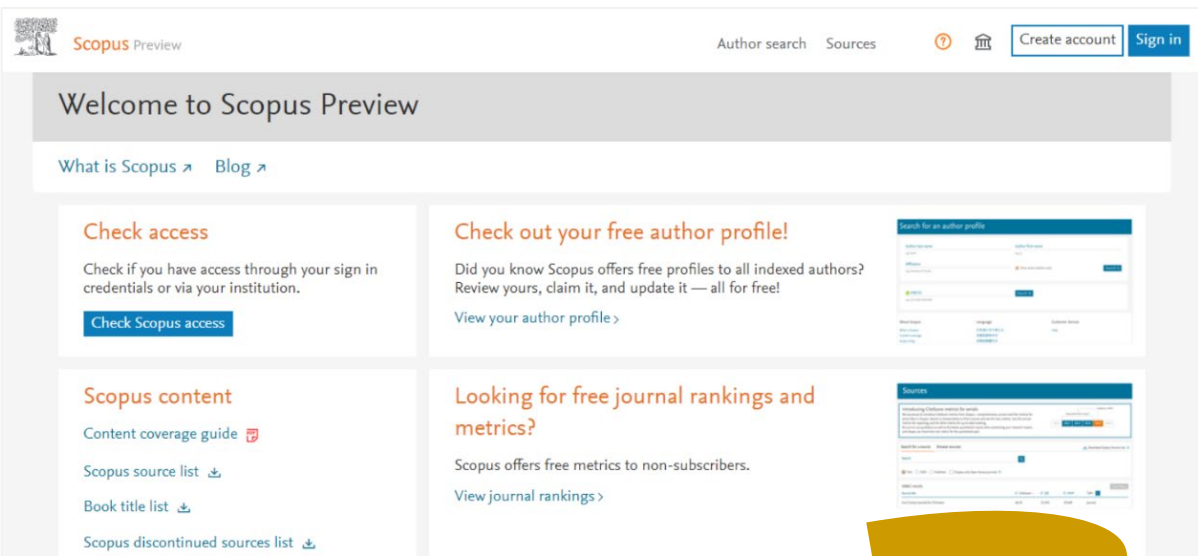 Scopus Preview
Author search Sources
Create account
Sign in
Welcome to Scopus Preview
What is Scopus
Blog
Check access
Check if you have access through your sign in
credentials or via your institution.
Check Scopus access
Check out your free author profile!
Did you know Scopus offers free profiles to all indexed authors?
Review yours, claim it, and update it — all for free!
View your author profile
Search for an author profile
Scopus content
Content coverage guide
Scopus source list
Book title list
Scopus discontinued sources list
Looking for free journal rankings and
metrics?
Scopus offers free metrics to non-subscribers.
View journal rankings
Sources